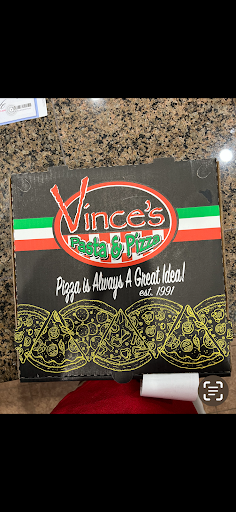 Vince's
Pasta & Pizza
Pizza is Always A Great Idea!
est. 1991